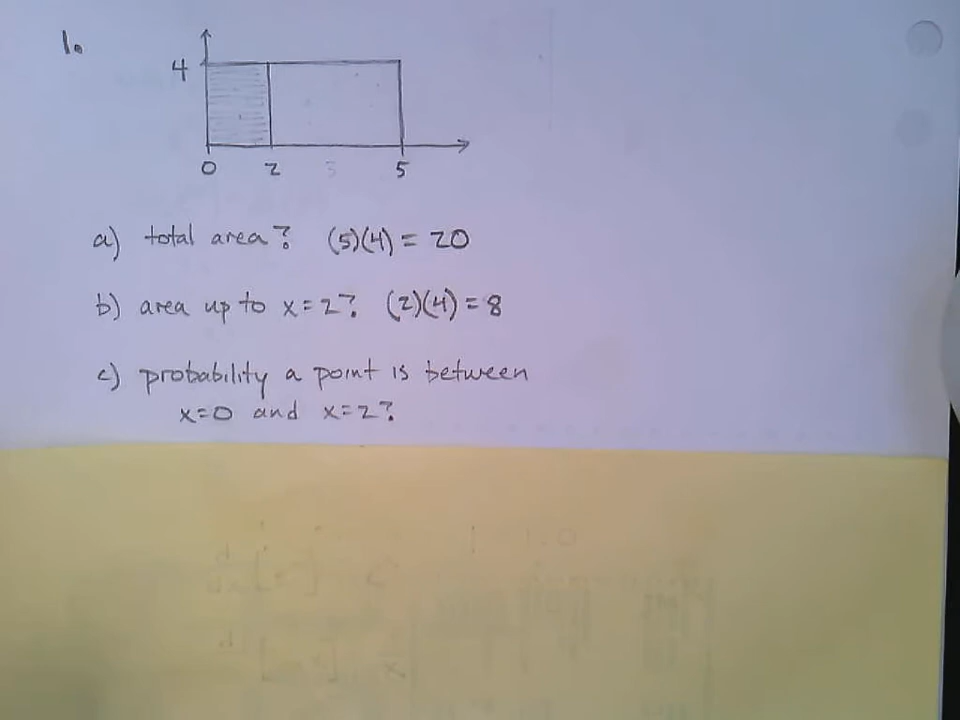 1.
4
0 2 3 5
a) total area? (5)(4) = 20
b) area up to x=2? (2)(4) = 8
c) probability a point is between
x=0 and x=2?